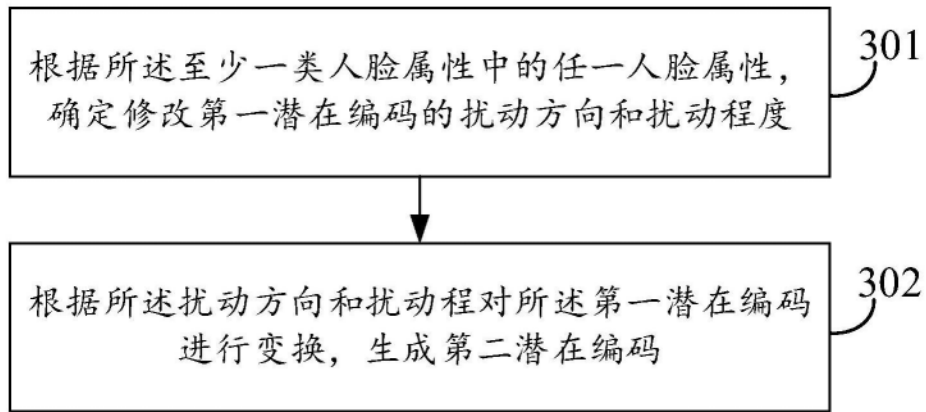 根据所述至少一类人脸属性中的任一人脸属性，
确定修改第一潜在编码的扰动方向和扰动程度
301
根据所述扰动方向和扰动程对所述第一潜在编码
进行变换，生成第二潜在编码
302